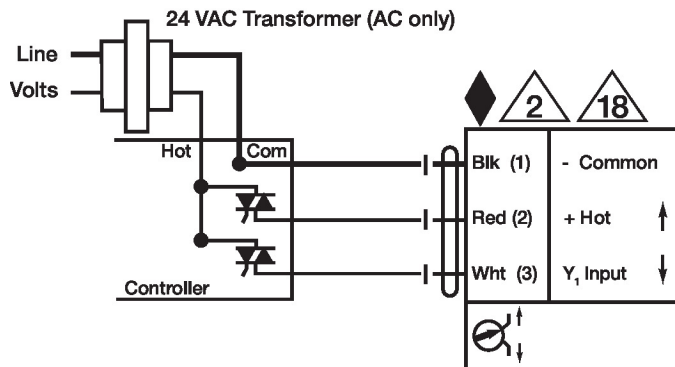 24 VAC Transformer (AC only)
Line
Volts
2
18
Hot
Com
Blk (1)
- Common
Red (2)
+ Hot
Wht (3)
Y₁ Input
Controller